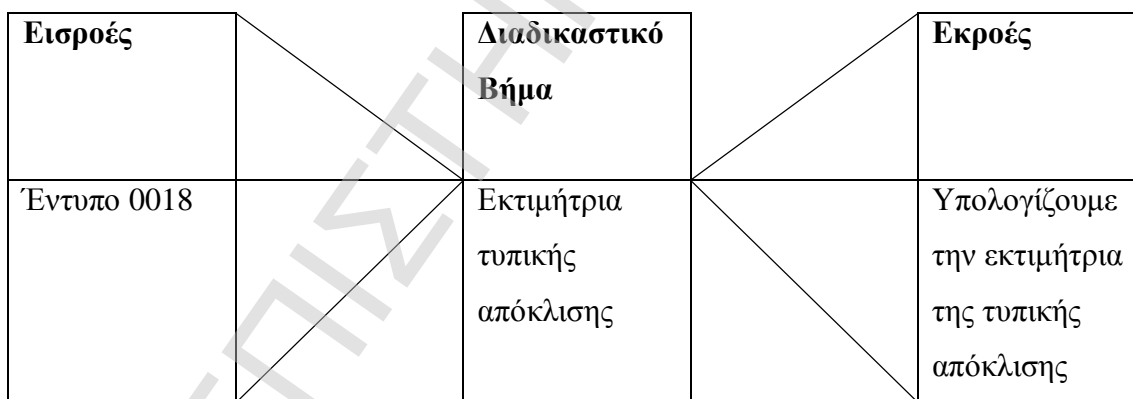 Εισροές
Διαδικαστικό
Βήμα
Εκροές
Έντυπο 0018
Εκτιμήτρια
τυπικής
απόκλισης
Υπολογίζουμε
την εκτιμήτρια
της τυπικής
απόκλισης